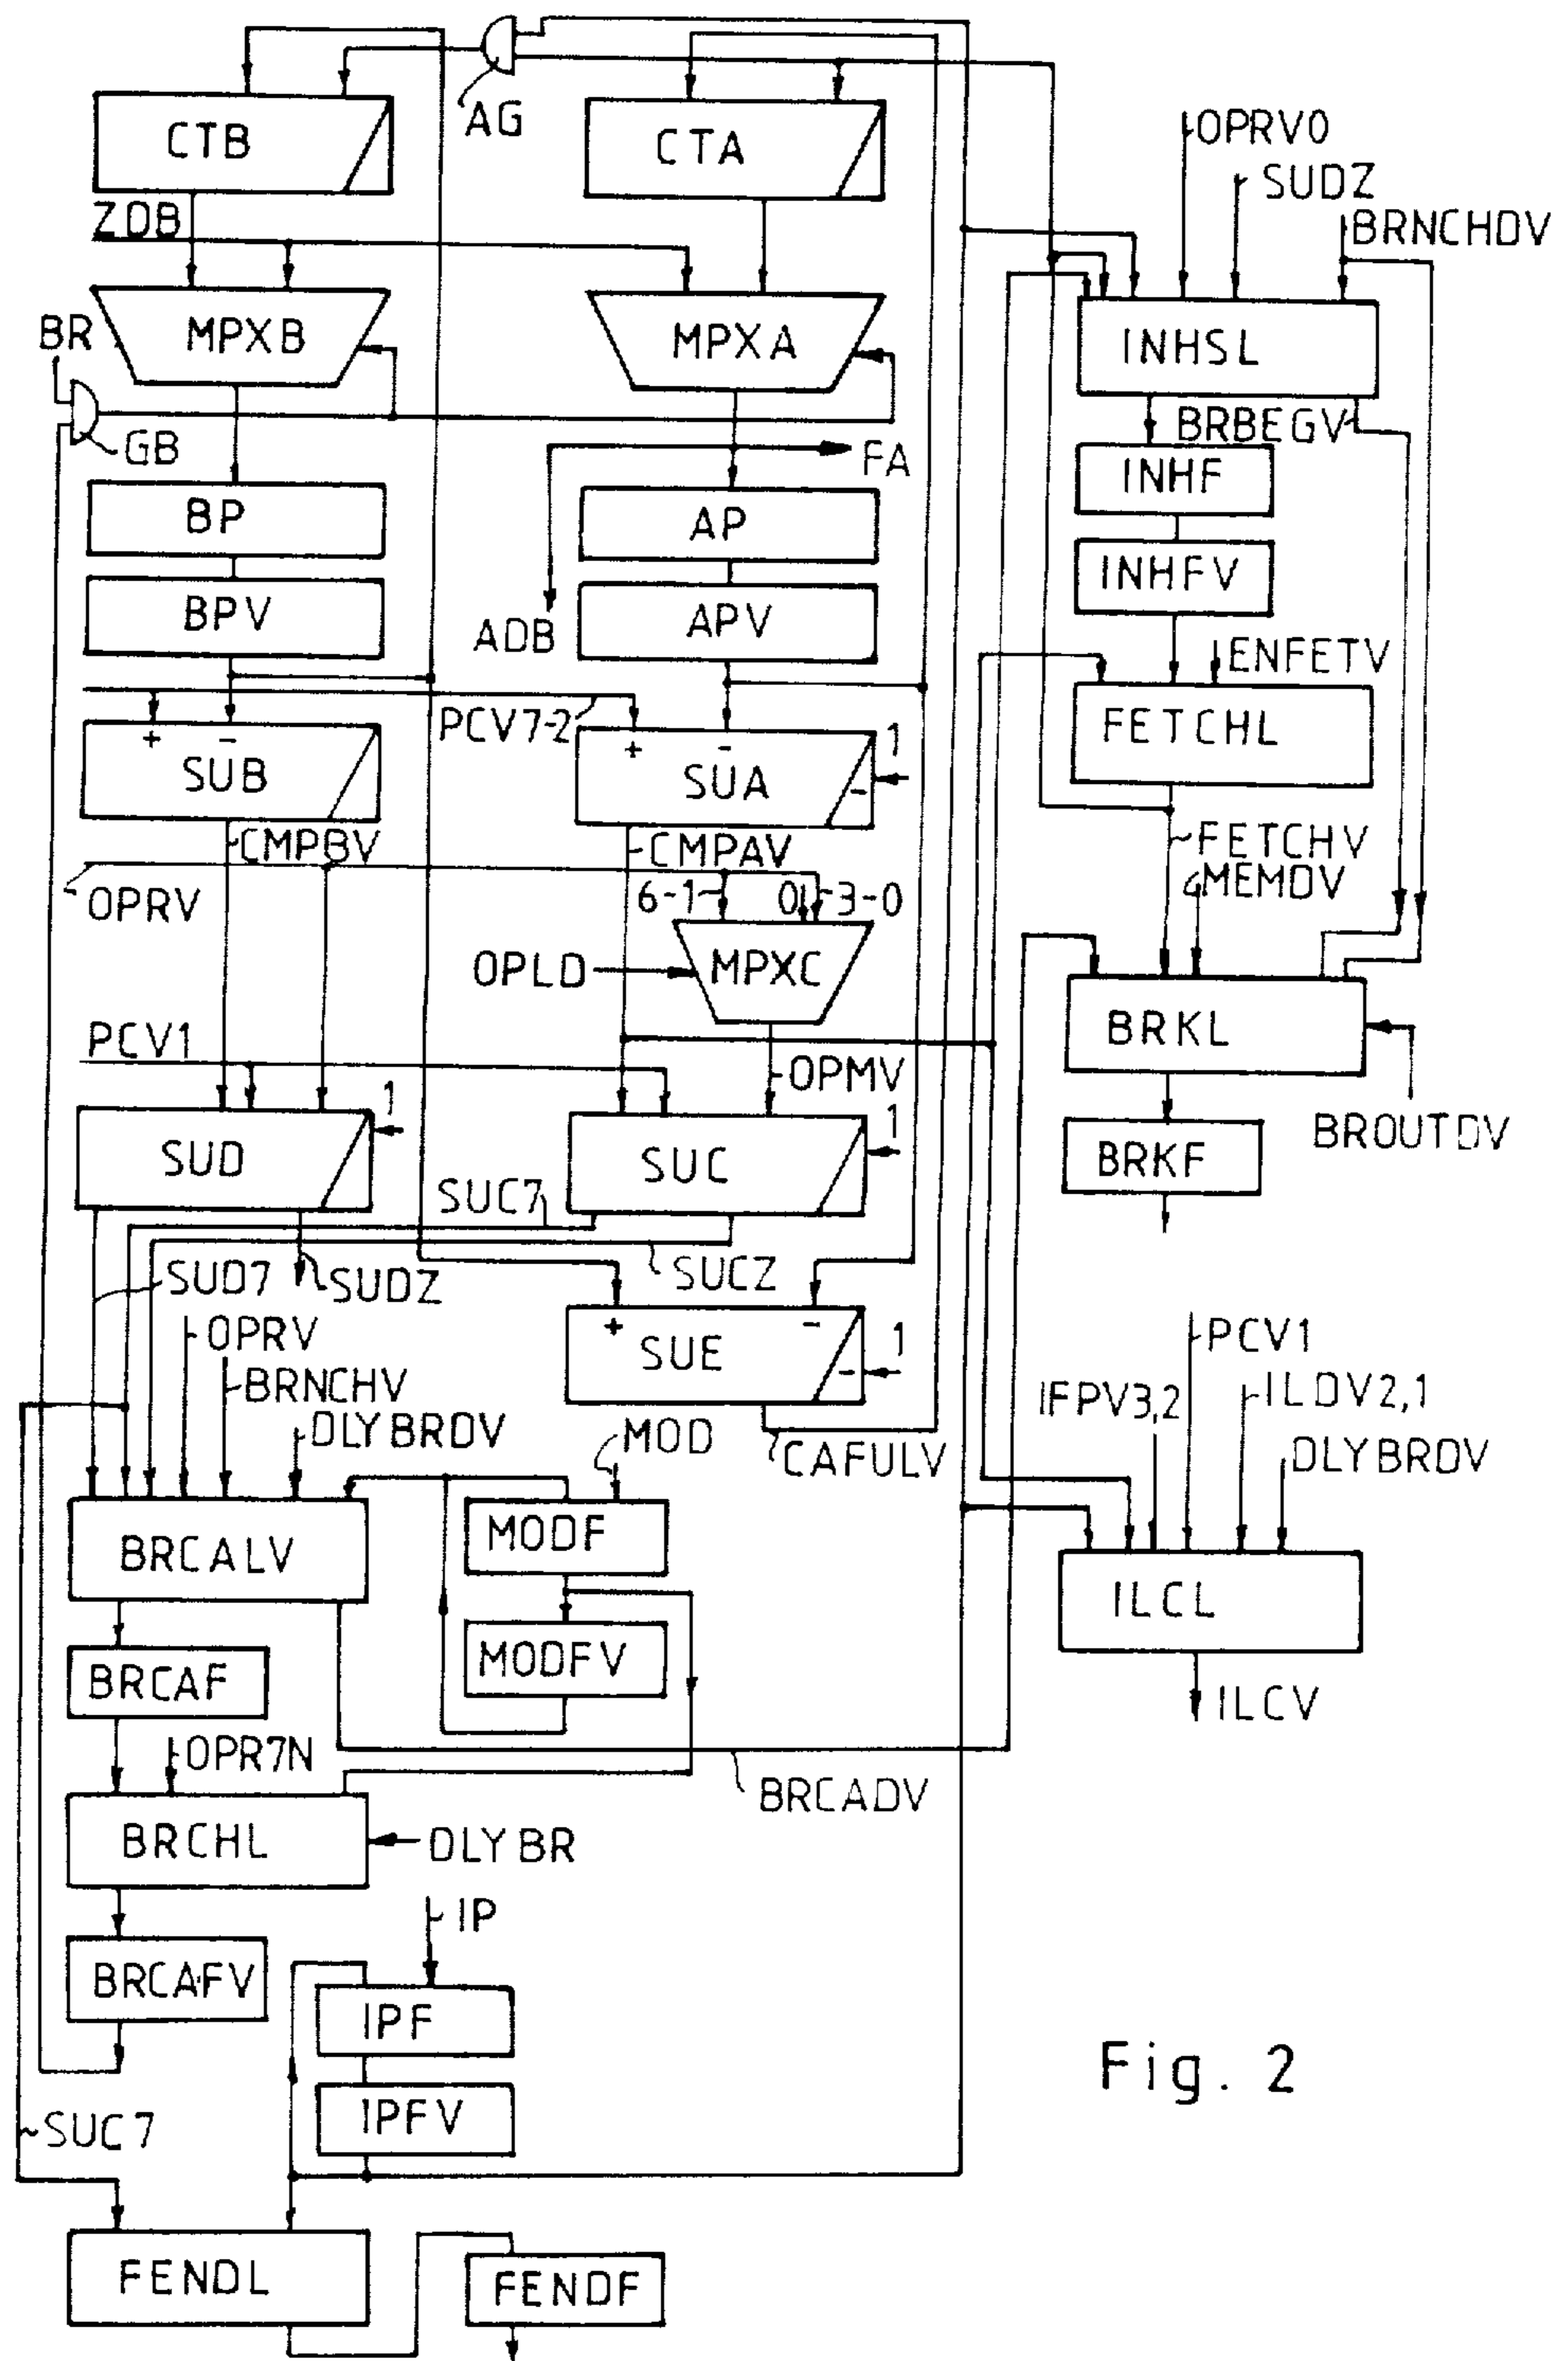 AG
CTB
CTA
OPRV0
SUDZ
BRNCHDV
ZDB
BR
MPXB
MPXA
INHSL
GB
FA
BRBEGV
INHF
BP
AP
INHFV
BPV
APV
ADB
ENFETV
PCV7-2
FETCHL
+ -
SUB
+ -
SUA
1
-
CMPBV
CMPAV
FETCHV
MEMDV
OPRV
6-1
0
3-0
OPLD
MPXC
BRKL
PCV1
OPMV
1
1
BROUTDV
SUD
SUC
BRKF
SUC7
SUD7
SUDZ
SUCZ
OPRV
+ -
SUE
1
-
PCV1
BRNCHV
IFPV3,2
ILDV2,1
DLYBRDV
MOD
CAFULV
DLYBRDV
BRCALV
MODF
ILCL
MODFV
BRCAF
ILCV
OPR7N
BRCADV
BRCHL
DLYBR
IP
BRCAFV
IPF
IPFV
SUC7
FENDL
FENDF
Fig. 2